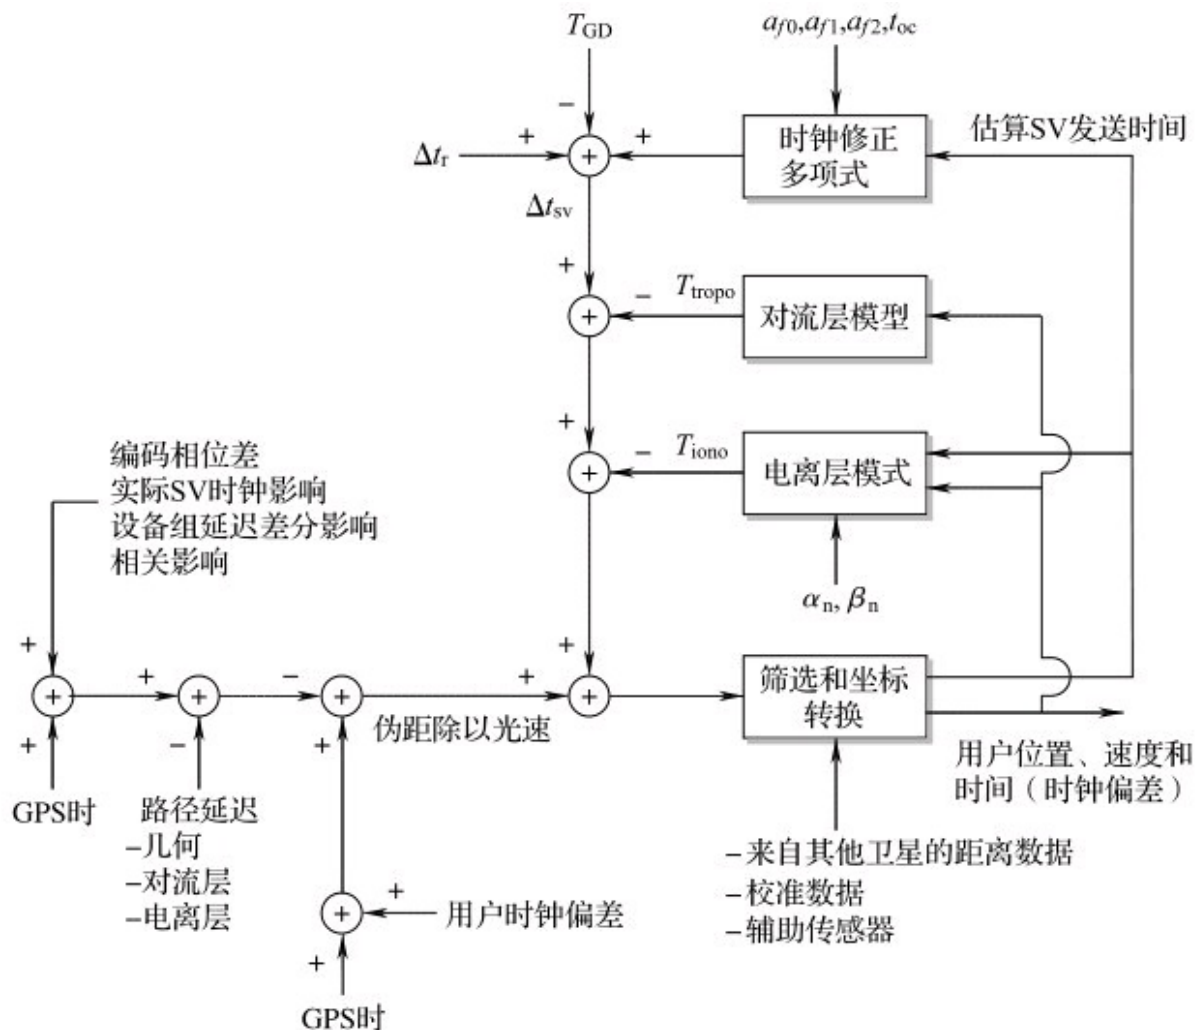 T_GD
a_f0,a_f1,a_f2,t_oc
−
+
+
+
Δt_r
时钟修正
多项式
估算SV发送时间
Δt_sv
+
−
T_tropo
+
对流层模型
+
−
T_iono
+
电离层模式
α_n, β_n
编码相位差
实际SV时钟影响
设备组延迟差分影响
相关影响
+
+
+
+
−
+
+
+
+
筛选和坐标
转换
伪距除以光速
+
−
+
GPS时
路径延迟
−几何
−对流层
−电离层
用户位置、速度和
时间（时钟偏差）
−来自其他卫星的距离数据
−校准数据
−辅助传感器
+
+
用户时钟偏差
+
GPS时